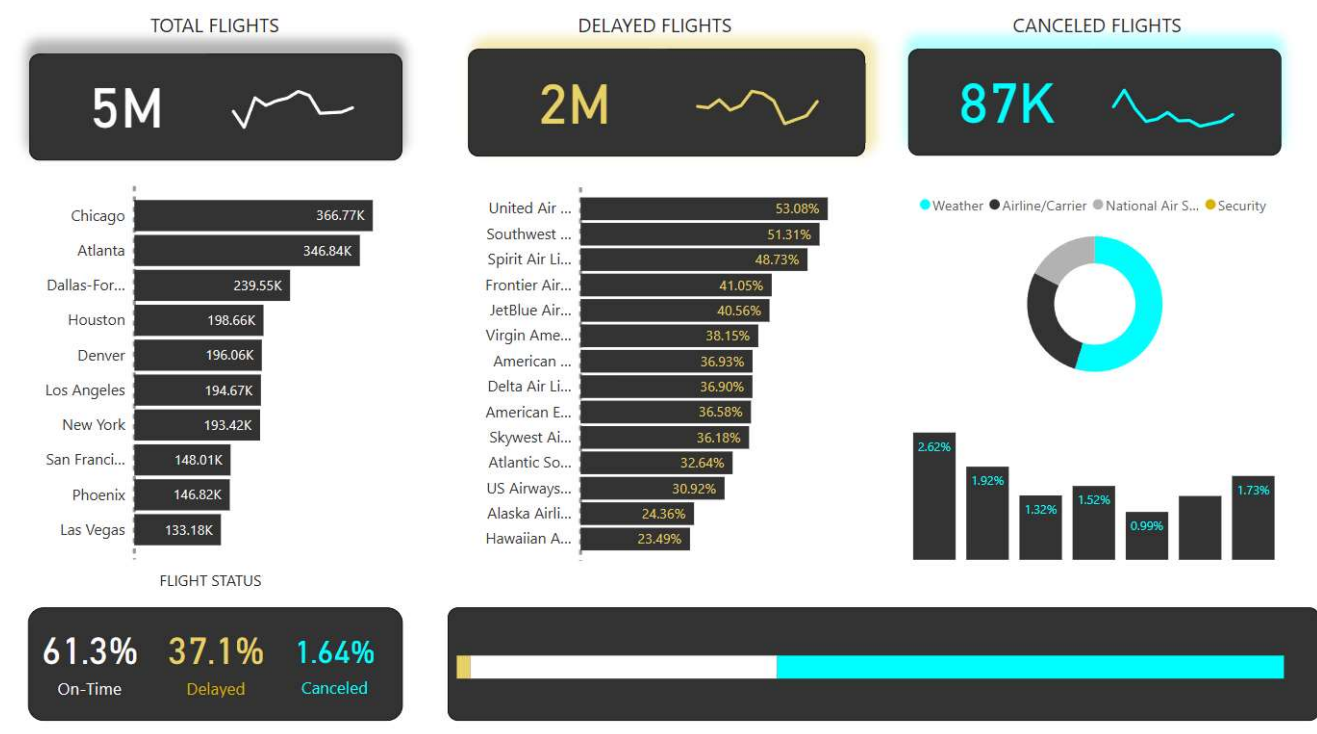 TOTAL FLIGHTS
5M
Chicago 366.77K
Atlanta 346.84K
Dallas-For... 239.55K
Houston 198.66K
Denver 196.06K
Los Angeles 194.67K
New York 193.42K
San Franci... 148.01K
Phoenix 146.82K
Las Vegas 133.18K
DELAYED FLIGHTS
2M
United Air ... 53.08%
Southwest ... 51.31%
Spirit Air Li... 48.73%
Frontier Air... 41.05%
JetBlue Air... 40.56%
Virgin Ame... 38.15%
American ... 36.93%
Delta Air Li... 36.90%
American E... 36.58%
Skywest Ai... 36.18%
Atlantic So... 32.64%
US Airways... 30.92%
Alaska Airli... 24.36%
Hawaiian A... 23.49%
CANCELED FLIGHTS
87K
Weather Airline/Carrier National Air S... Security
2.62% 1.92% 1.32% 1.52% 0.99% 1.73%
FLIGHT STATUS
61.3% 37.1% 1.64%
On-Time Delayed Canceled